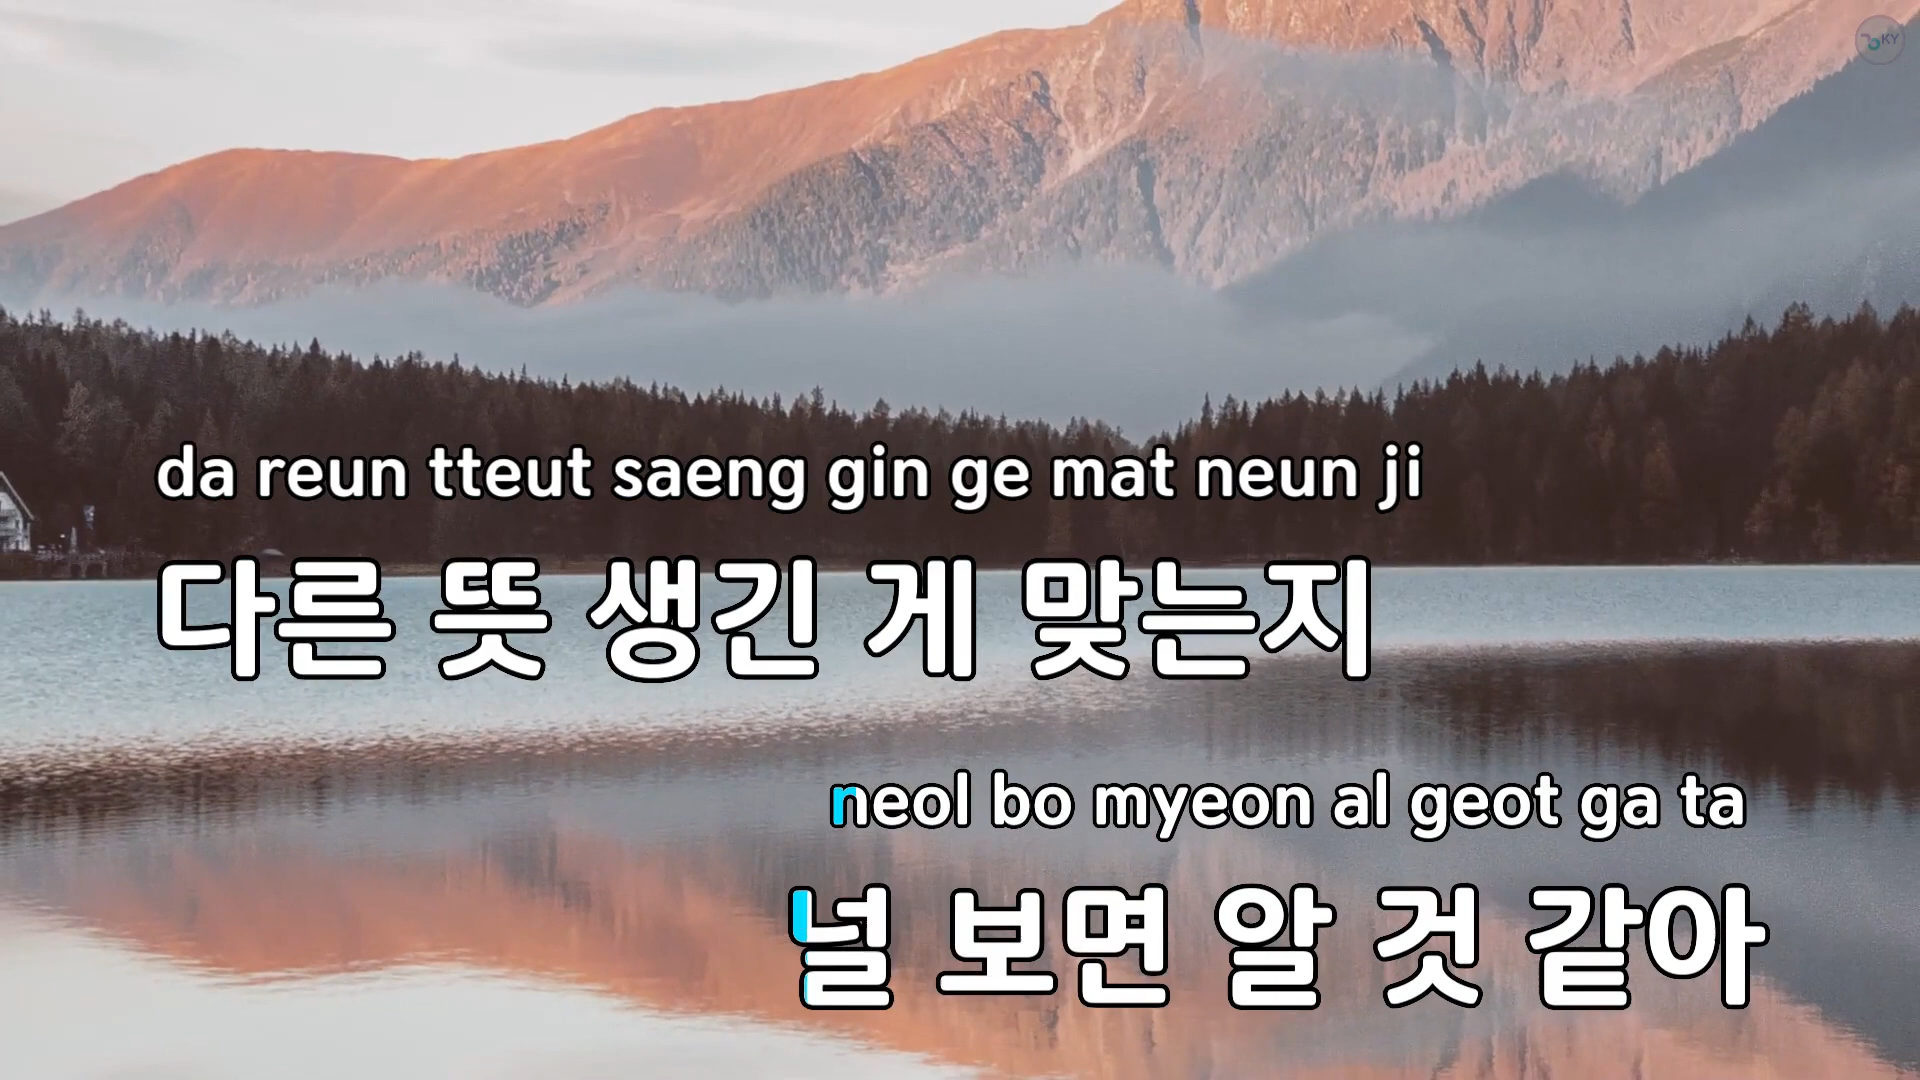 KY
da reun tteut saeng gin ge mat neun ji
다른 뜻 생긴 게 맞는지
neol bo myeon al geot ga ta
널 보면 알 것 같아